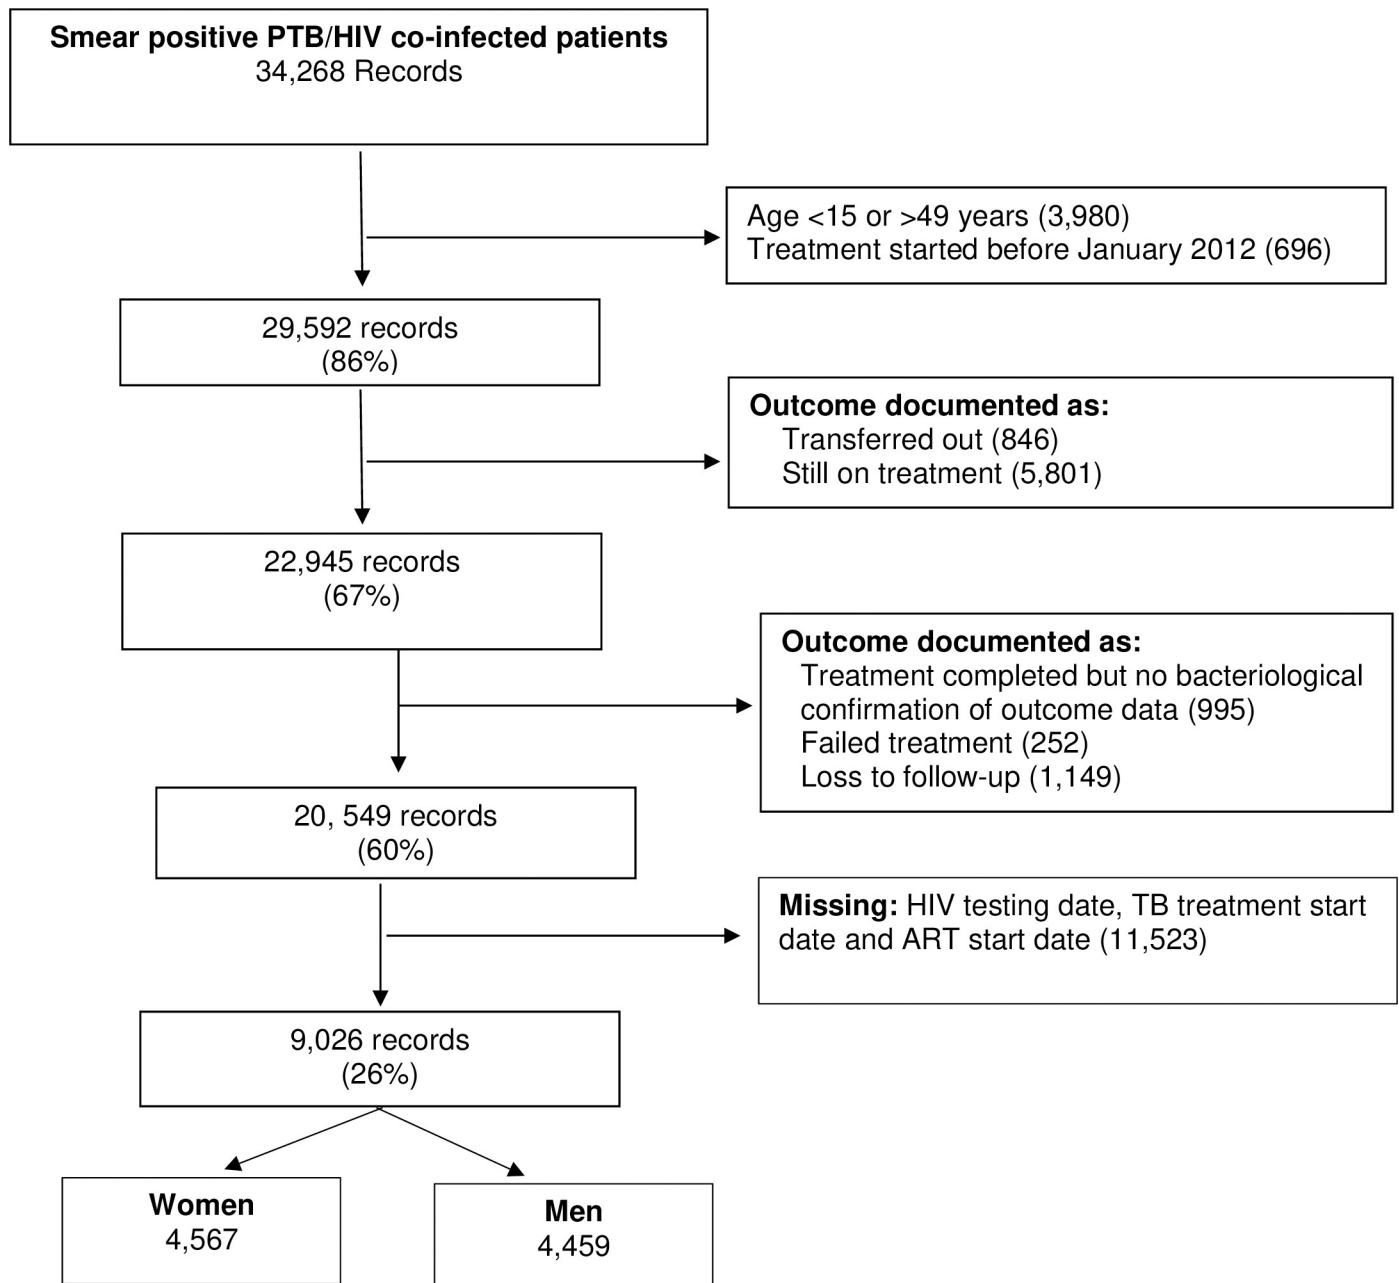 Smear positive PTB/HIV co-infected patients
34,268 Records
Age <15 or >49 years (3,980)
Treatment started before January 2012 (696)
29,592 records
(86%)
Outcome documented as:
Transferred out (846)
Still on treatment (5,801)
22,945 records
(67%)
Outcome documented as:
Treatment completed but no bacteriological
confirmation of outcome data (995)
Failed treatment (252)
Loss to follow-up (1,149)
20, 549 records
(60%)
Missing: HIV testing date, TB treatment start
date and ART start date (11,523)
9,026 records
(26%)
Women
4,567
Men
4,459